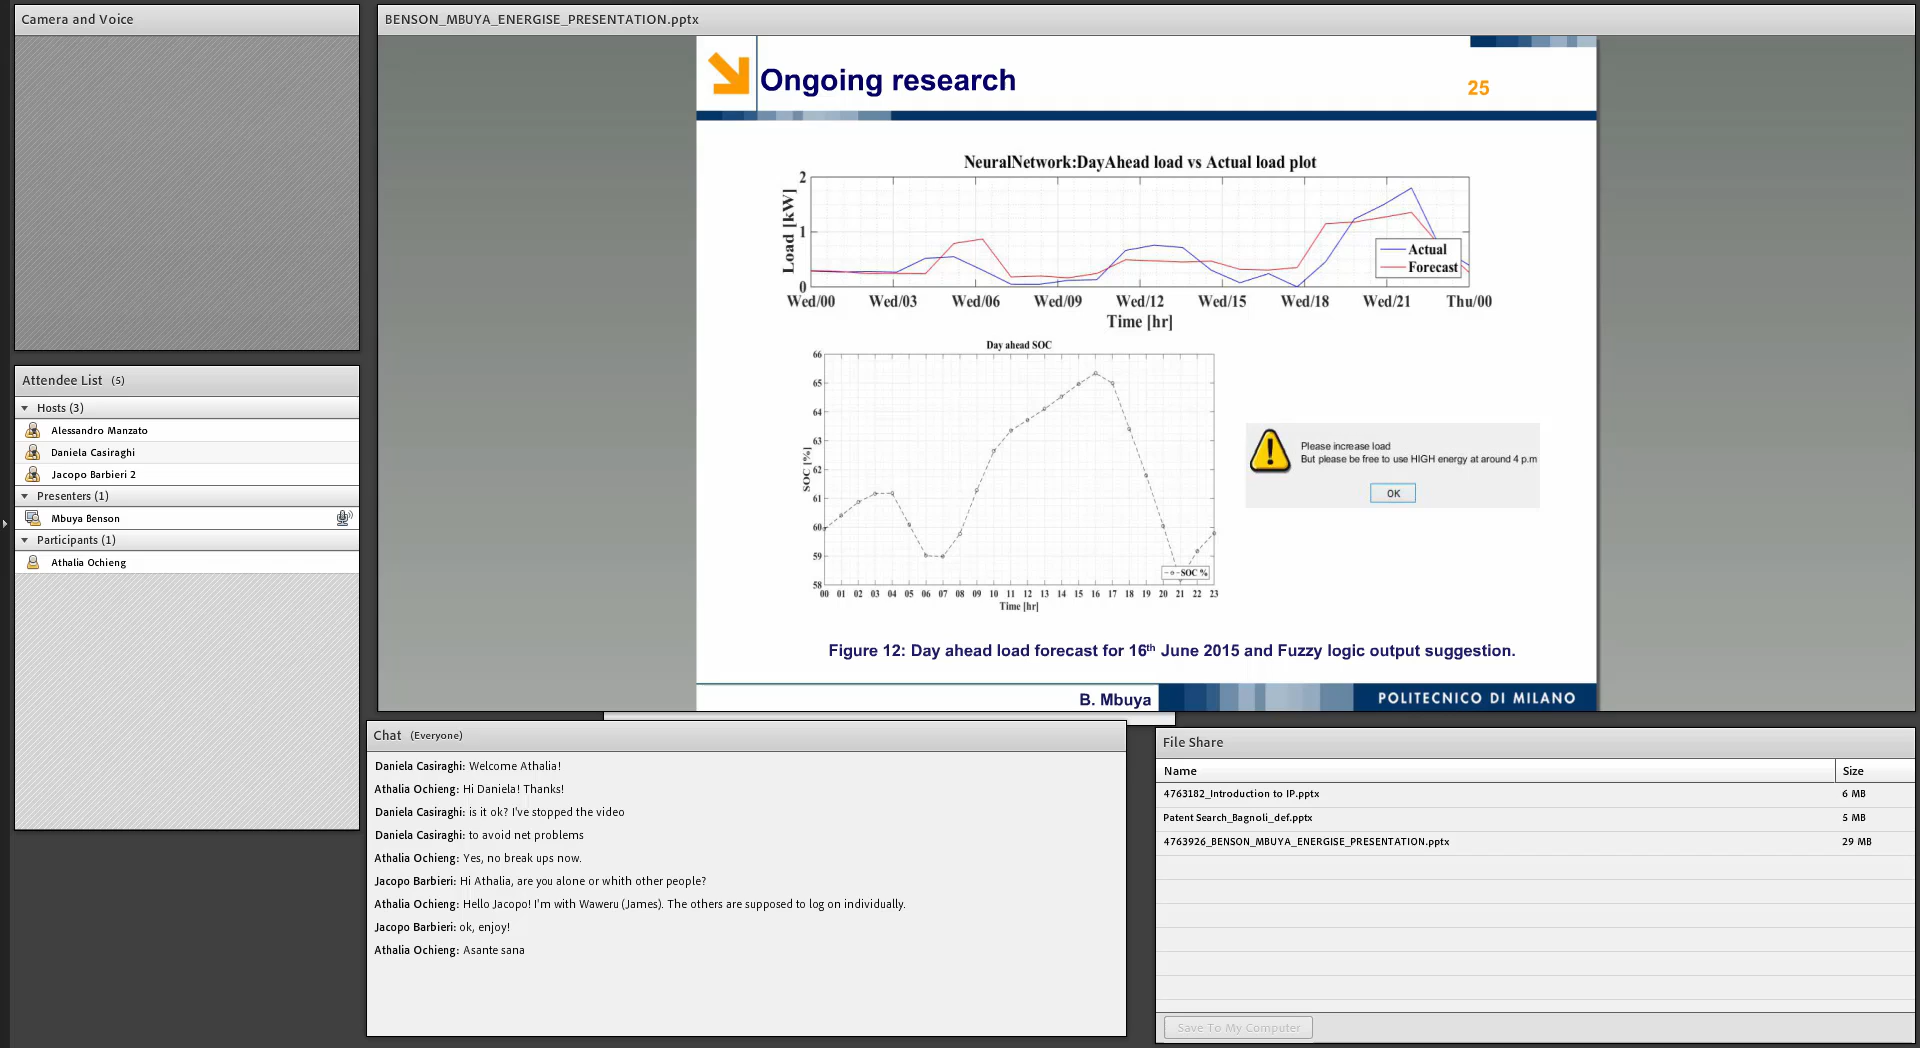 Camera and Voice
Attendee List (5)
Hosts (3)
Alessandro Manzato
Daniela Casiraghi
Jacopo Barbieri 2
Presenters (1)
Mbuya Benson
Participants (1)
Athalia Ochieng
BENSON_MBUYA_ENERGISE_PRESENTATION.pptx
Ongoing research
25
NeuralNetwork:DayAhead load vs Actual load plot
Load [kW]
2
1
0
Actual
Forecast
Wed/00 Wed/03 Wed/06 Wed/09 Wed/12 Wed/15 Wed/18 Wed/21 Thu/00
Time [hr]
Day ahead SOC
SOC [%]
66
65
64
63
62
61
60
59
58
SOC %
00 01 02 03 04 05 06 07 08 09 10 11 12 13 14 15 16 17 18 19 20 21 22 23
Time [hr]
Please increase load
But please be free to use HIGH energy at around 4 p.m
OK
Figure 12: Day ahead load forecast for 16th June 2015 and Fuzzy logic output suggestion.
B. Mbuya
POLITECNICO DI MILANO
Chat (Everyone)
Daniela Casiraghi: Welcome Athalia!
Athalia Ochieng: Hi Daniela! Thanks!
Daniela Casiraghi: is it ok? I've stopped the video
Daniela Casiraghi: to avoid net problems
Athalia Ochieng: Yes, no break ups now.
Jacopo Barbieri: Hi Athalia, are you alone or whith other people?
Athalia Ochieng: Hello Jacopo! I'm with Waweru (James). The others are supposed to log on individually.
Jacopo Barbieri: ok, enjoy!
Athalia Ochieng: Asante sana
File Share
Name Size
4763182_Introduction to IP.pptx 6 MB
Patent Search_Bagnoli_def.pptx 5 MB
4763926_BENSON_MBUYA_ENERGISE_PRESENTATION.pptx 29 MB
Save To My Computer